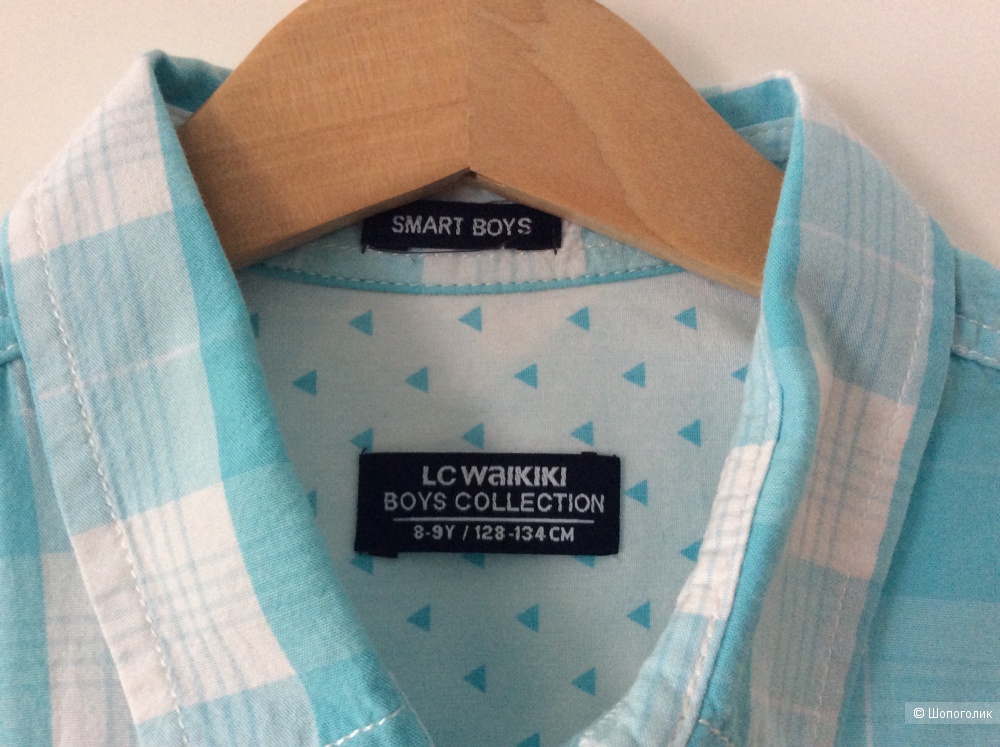 SMART BOYS
LC WAIKIKI
BOYS COLLECTION
8-9Y / 128-134 CM
© Шопоголик